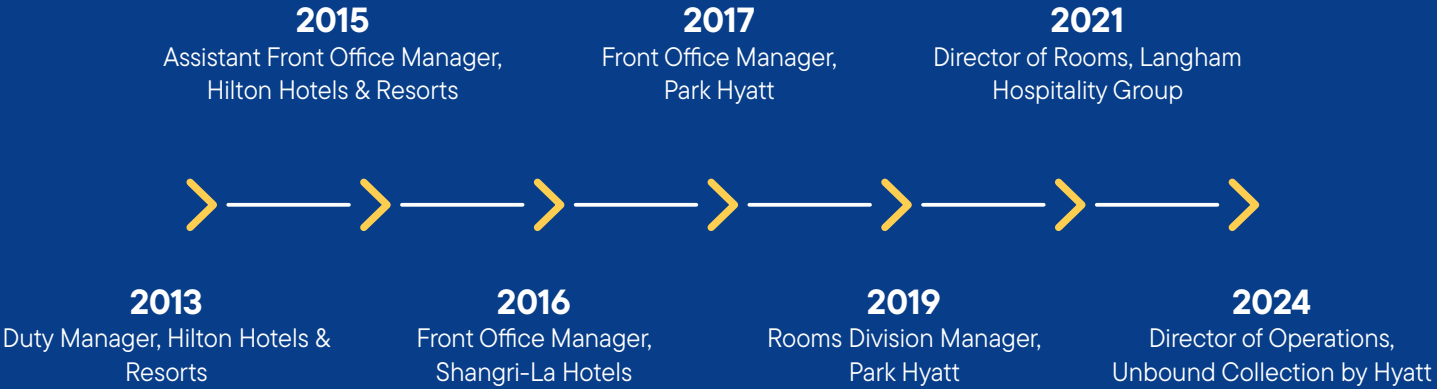 2015
Assistant Front Office Manager,
Hilton Hotels & Resorts
2017
Front Office Manager,
Park Hyatt
2021
Director of Rooms, Langham
Hospitality Group
2013
Duty Manager, Hilton Hotels &
Resorts
2016
Front Office Manager,
Shangri-La Hotels
2019
Rooms Division Manager,
Park Hyatt
2024
Director of Operations,
Unbound Collection by Hyatt